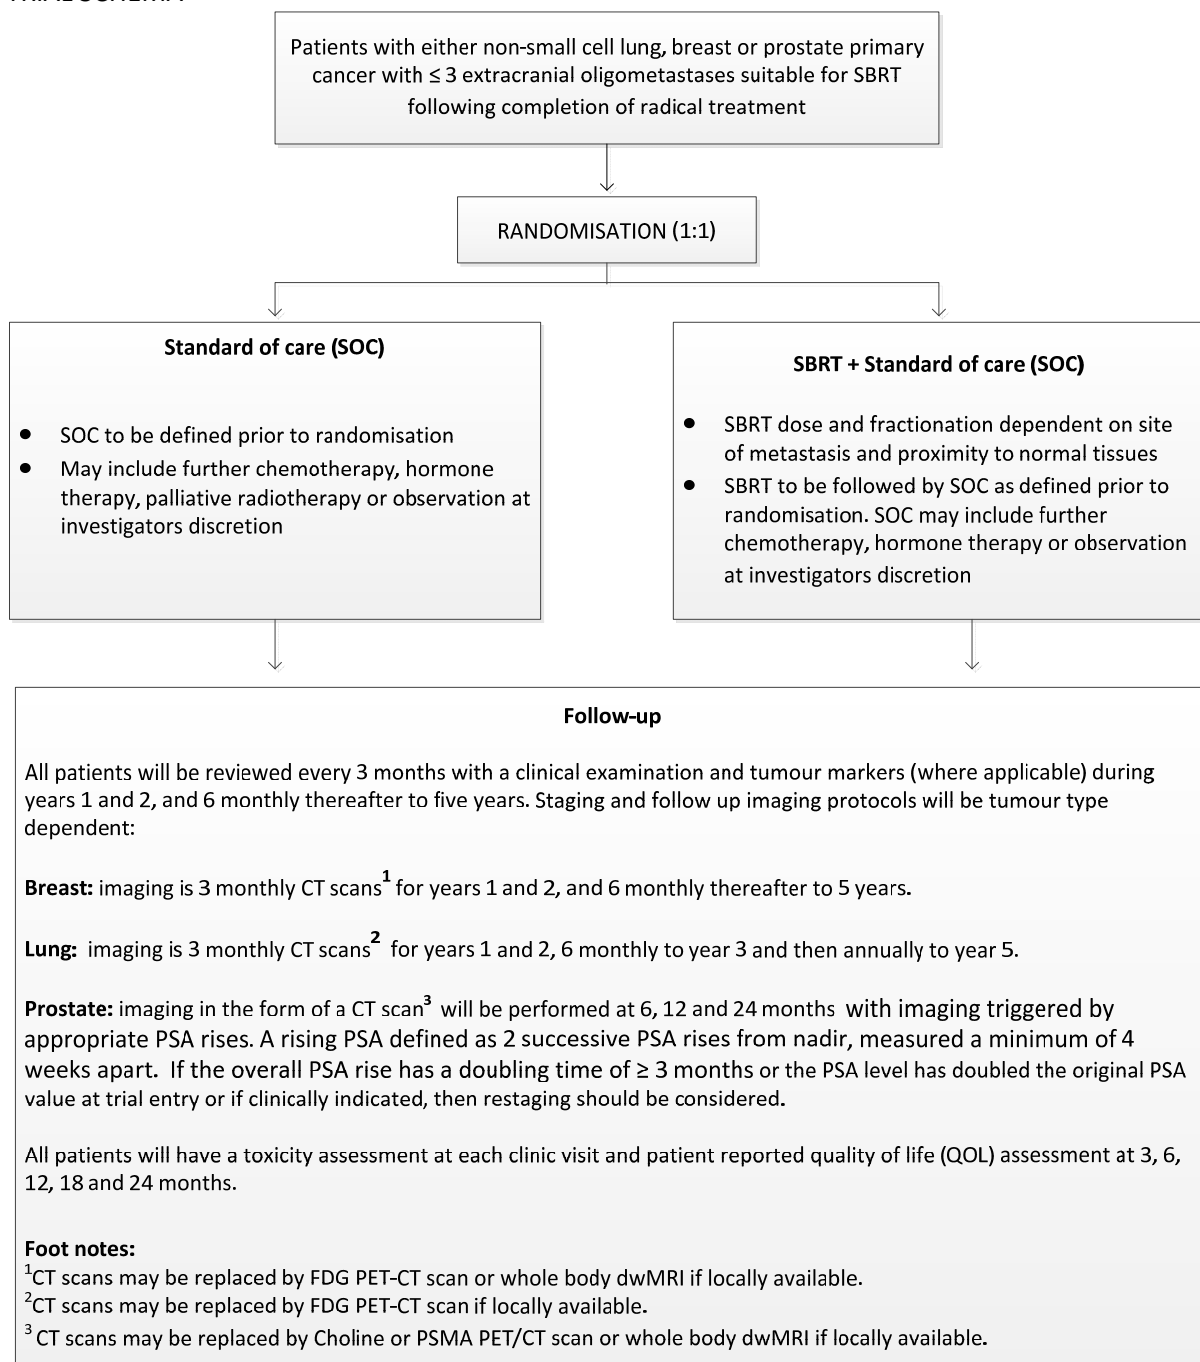 Patients with either non-small cell lung, breast or prostate primary
cancer with ≤ 3 extracranial oligometastases suitable for SBRT
following completion of radical treatment
RANDOMISATION (1:1)
Standard of care (SOC)
● SOC to be defined prior to randomisation
● May include further chemotherapy, hormone
therapy, palliative radiotherapy or observation at
investigators discretion
SBRT + Standard of care (SOC)
● SBRT dose and fractionation dependent on site
of metastasis and proximity to normal tissues
● SBRT to be followed by SOC as defined prior to
randomisation. SOC may include further
chemotherapy, hormone therapy or observation
at investigators discretion
Follow-up
All patients will be reviewed every 3 months with a clinical examination and tumour markers (where applicable) during
years 1 and 2, and 6 monthly thereafter to five years. Staging and follow up imaging protocols will be tumour type
dependent:
Breast: imaging is 3 monthly CT scans¹ for years 1 and 2, and 6 monthly thereafter to 5 years.
Lung: imaging is 3 monthly CT scans² for years 1 and 2, 6 monthly to year 3 and then annually to year 5.
Prostate: imaging in the form of a CT scan³ will be performed at 6, 12 and 24 months with imaging triggered by
appropriate PSA rises. A rising PSA defined as 2 successive PSA rises from nadir, measured a minimum of 4
weeks apart. If the overall PSA rise has a doubling time of ≥ 3 months or the PSA level has doubled the original PSA
value at trial entry or if clinically indicated, then restaging should be considered.
All patients will have a toxicity assessment at each clinic visit and patient reported quality of life (QOL) assessment at 3, 6,
12, 18 and 24 months.
Foot notes:
¹CT scans may be replaced by FDG PET-CT scan or whole body dwMRI if locally available.
²CT scans may be replaced by FDG PET-CT scan if locally available.
³ CT scans may be replaced by Choline or PSMA PET/CT scan or whole body dwMRI if locally available.